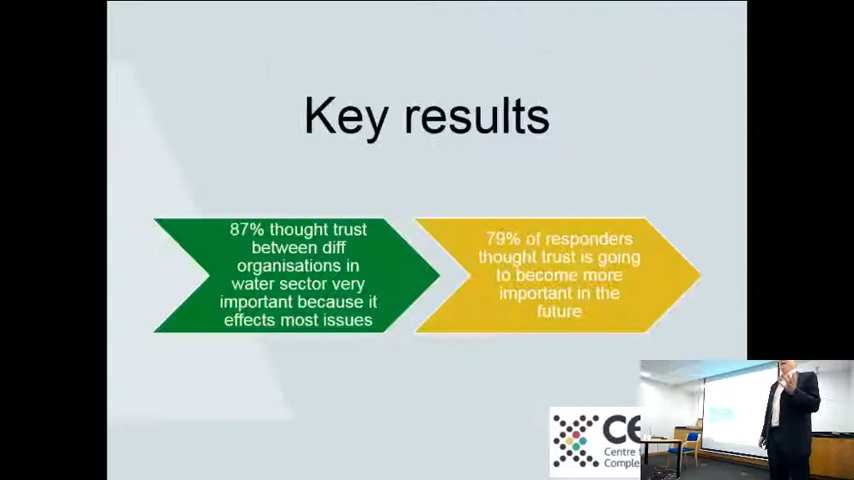 Key results
87% thought trust
between diff
organisations in
water sector very
important because it
effects most issues
79% of responders
thought trust is going
to become more
important in the
future
CE
Centre
Comple